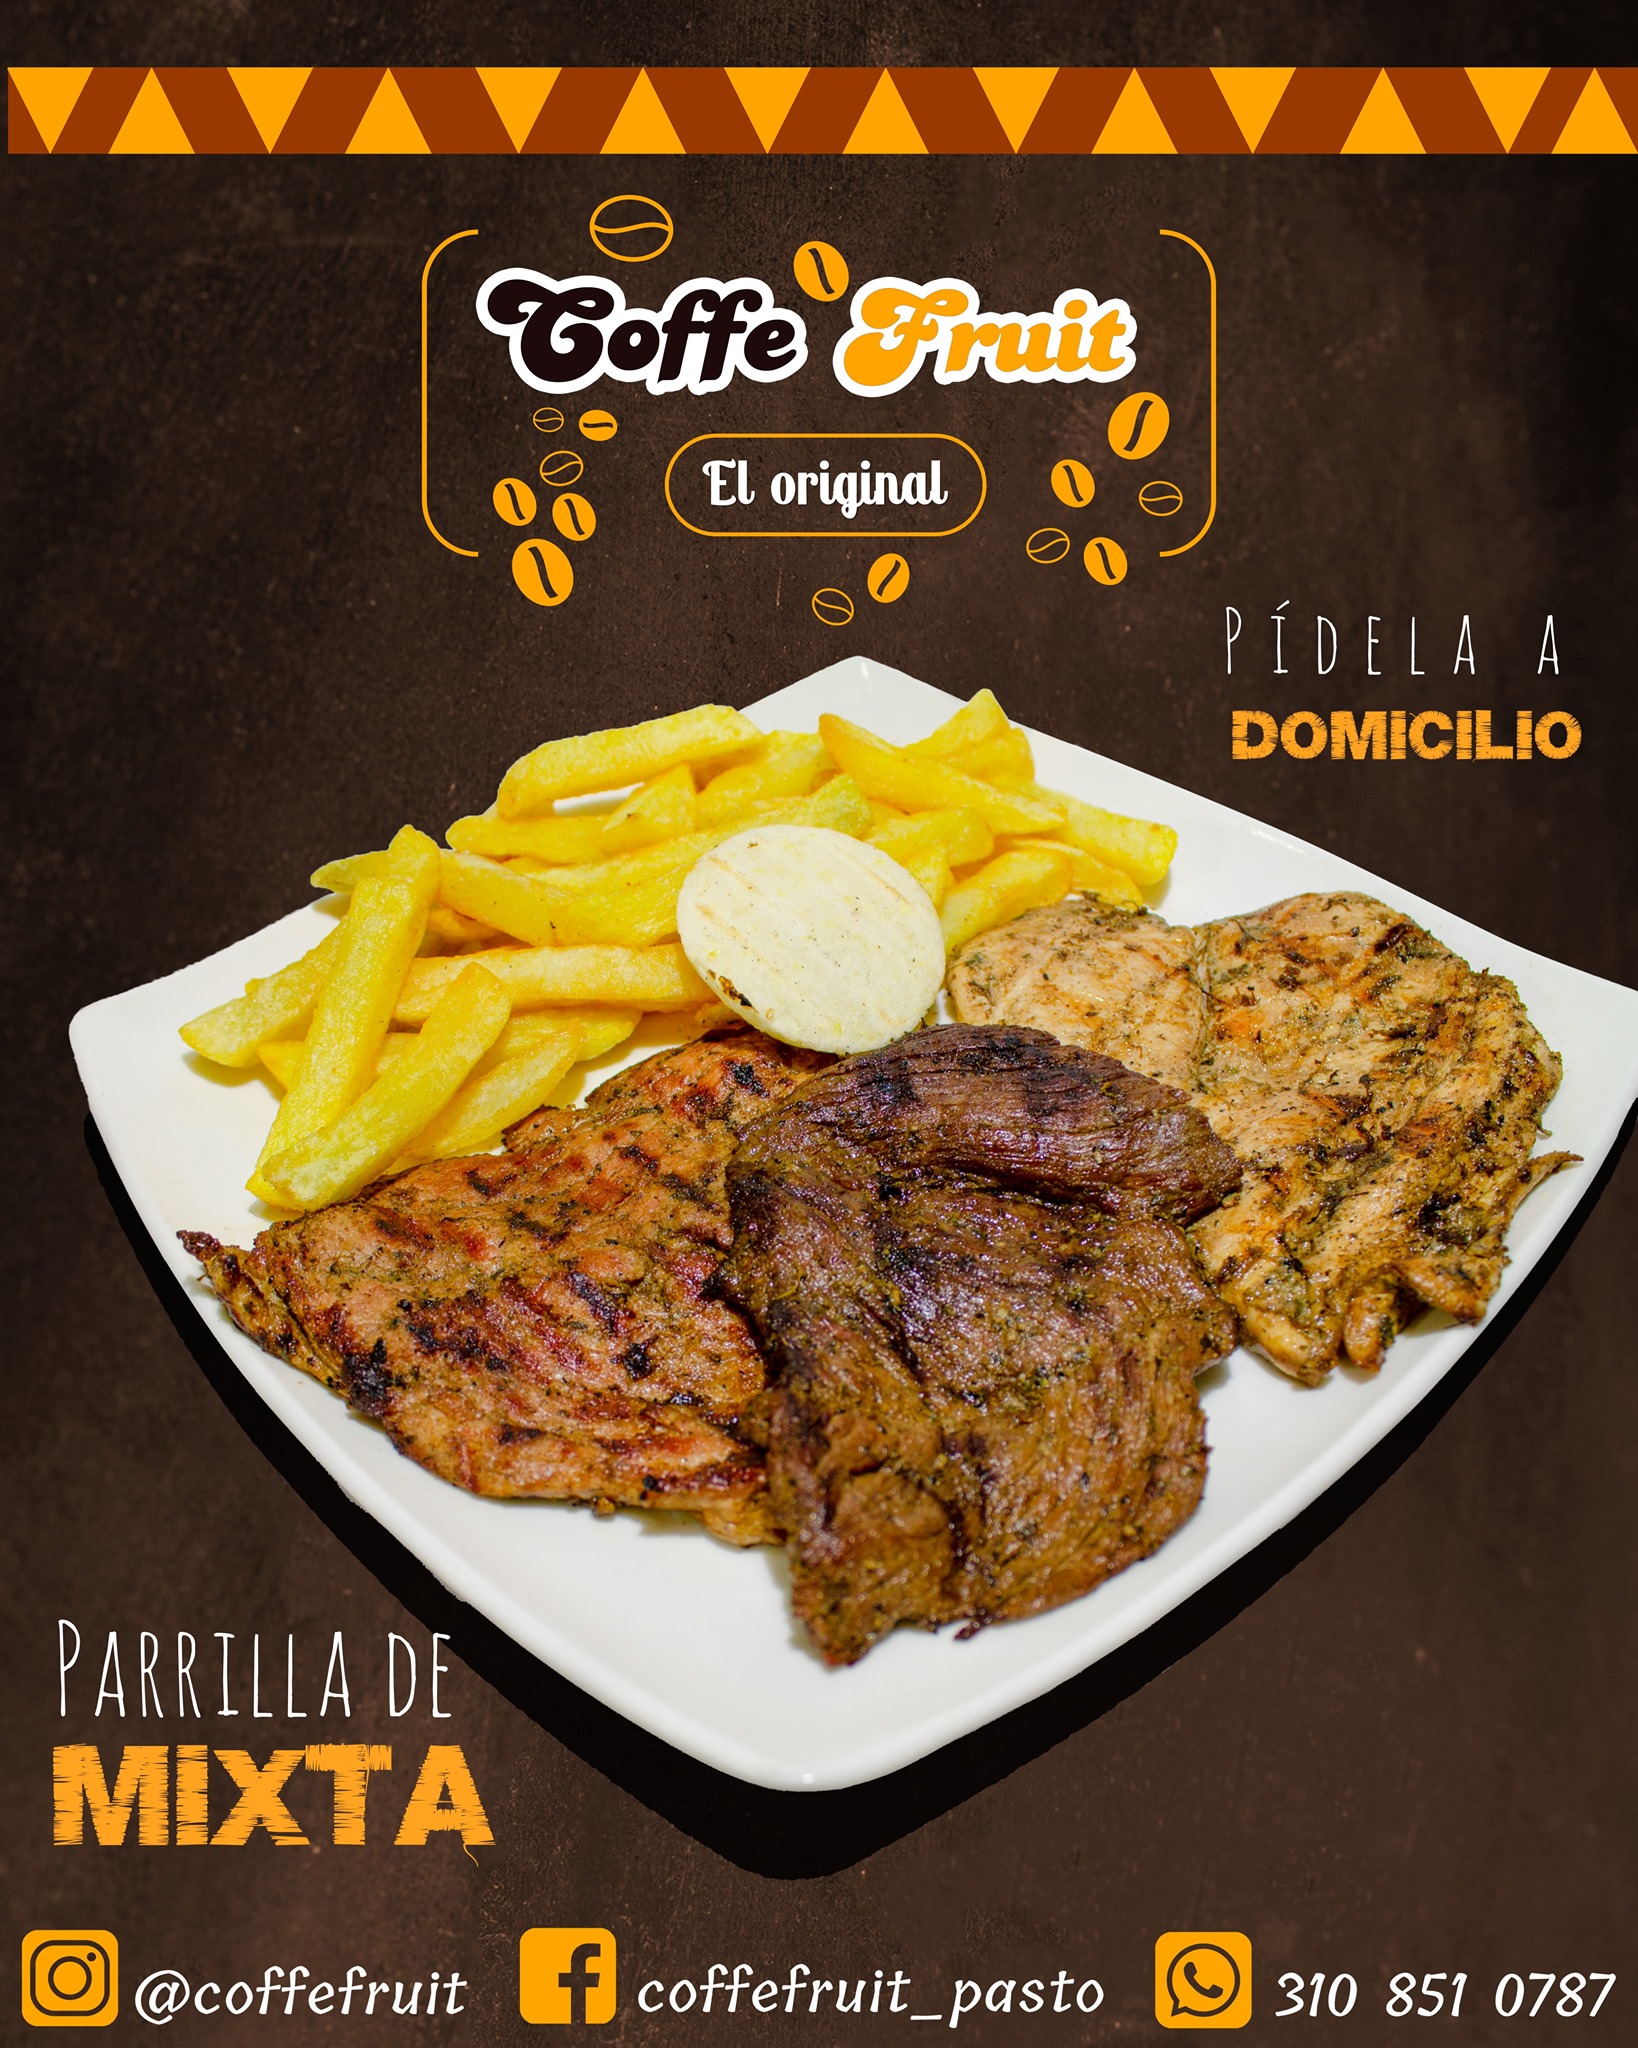 Coffe Fruit
El original
PÍDELA A
DOMICILIO
PARRILLA DE
MIXTA
@coffefruit
coffefruit_pasto
310 851 0787